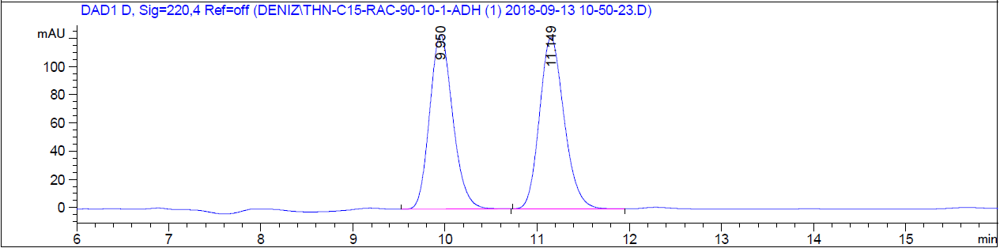 DAD1 D, Sig=220,4 Ref=off (DENIZ\THN-C15-RAC-90-10-1-ADH (1) 2018-09-13 10-50-23.D)
mAU
9.950
11.149
100
80
60
40
20
0
6 7 8 9 10 11 12 13 14 15 min